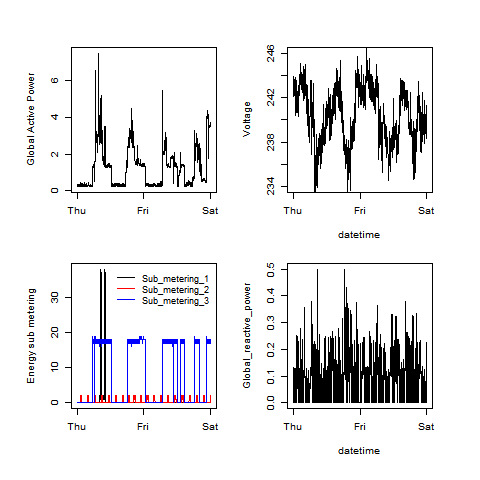 Global Active Power
0
2
4
6
Thu
Fri
Sat
Voltage
234
238
242
246
Thu
Fri
Sat
datetime
Energy sub metering
0
10
20
30
Sub_metering_1
Sub_metering_2
Sub_metering_3
Thu
Fri
Sat
Global_reactive_power
0.0
0.1
0.2
0.3
0.4
0.5
Thu
Fri
Sat
datetime